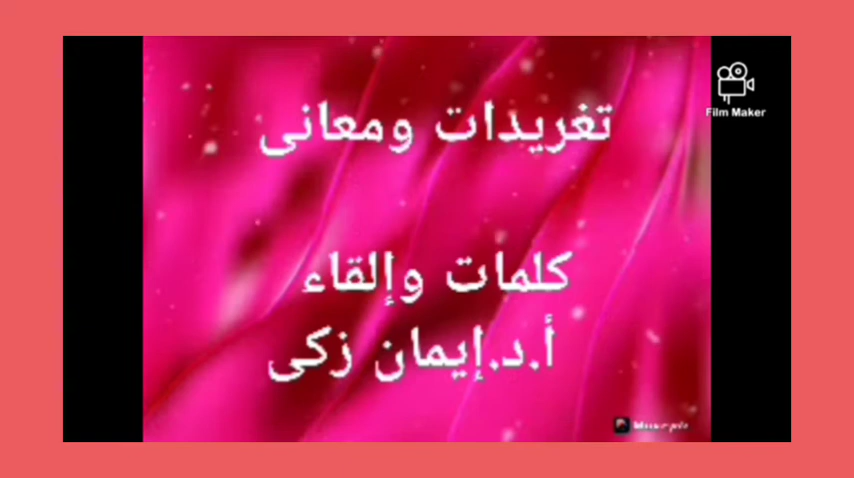 تغريدات ومعانى
Film Maker
كلمات وإلقاء
أ.د.إيمان زكى